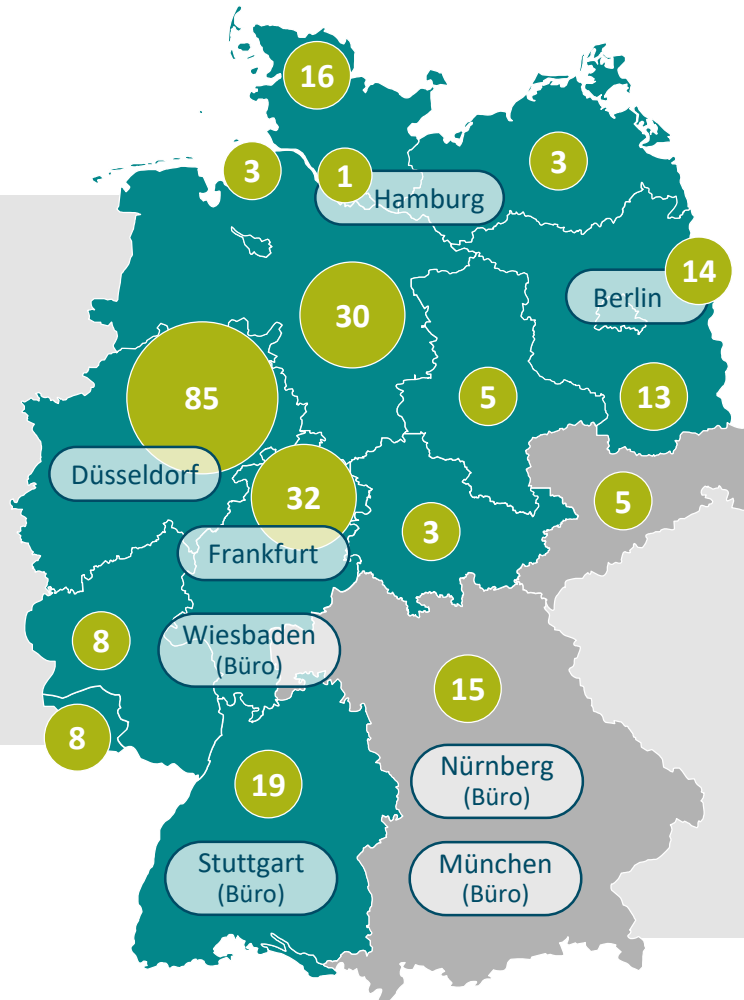 16
3
1
3
Hamburg
14
Berlin
30
85
5
13
Düsseldorf
32
5
3
Frankfurt
8
Wiesbaden
(Büro)
15
8
19
Nürnberg
(Büro)
Stuttgart
(Büro)
München
(Büro)